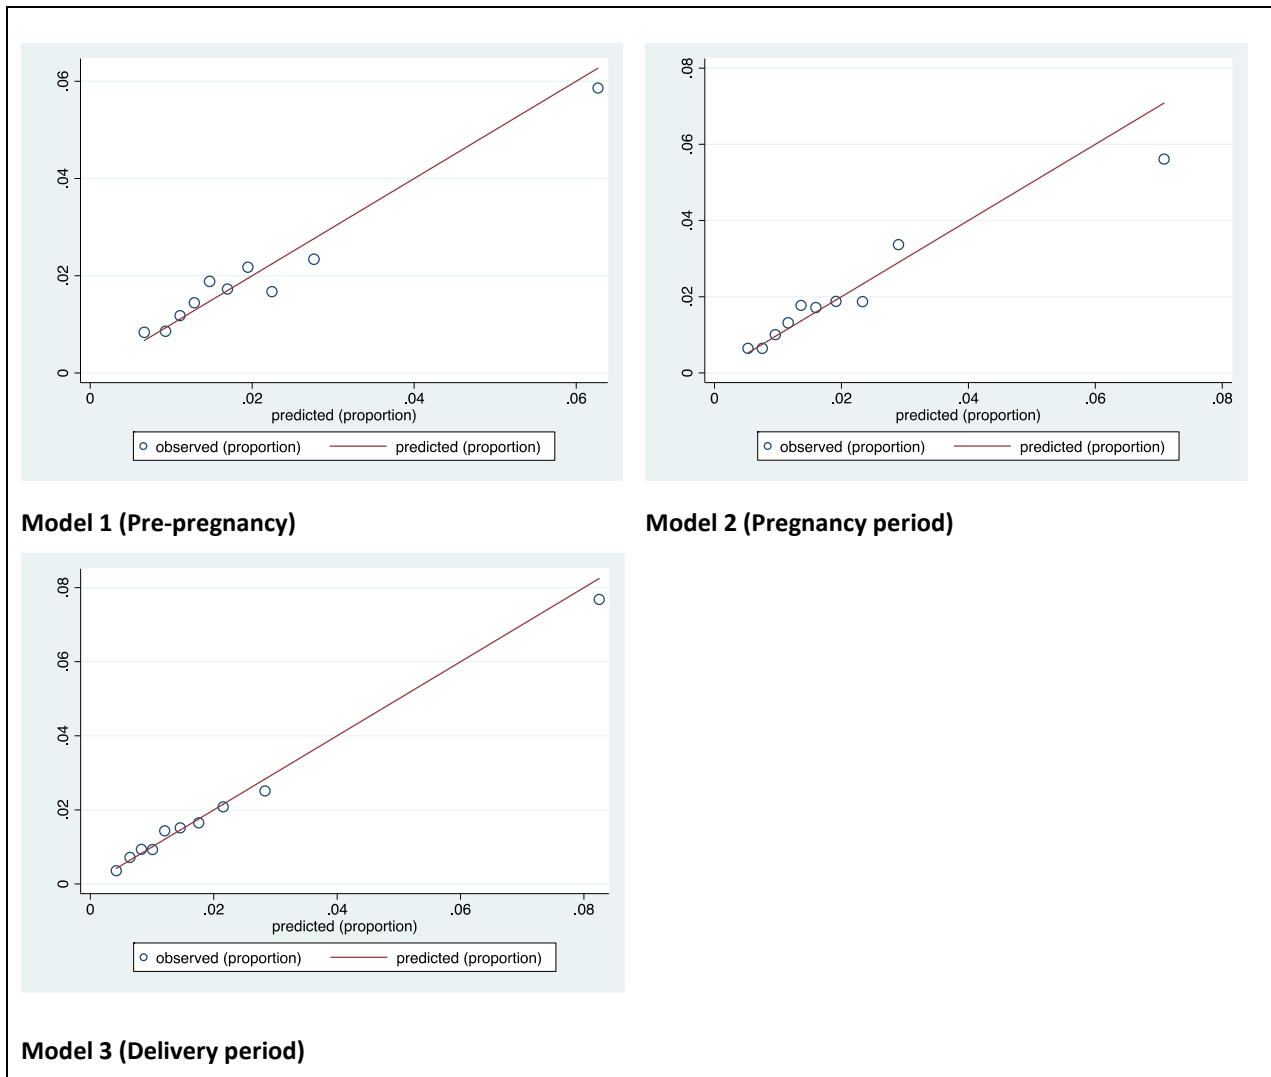 .06
.04
.02
0
0 .02 .04 .06
predicted (proportion)
observed (proportion) predicted (proportion)
Model 1 (Pre-pregnancy)
.08
.06
.04
.02
0
0 .02 .04 .06 .08
predicted (proportion)
observed (proportion) predicted (proportion)
Model 2 (Pregnancy period)
.08
.06
.04
.02
0
0 .02 .04 .06 .08
predicted (proportion)
observed (proportion) predicted (proportion)
Model 3 (Delivery period)